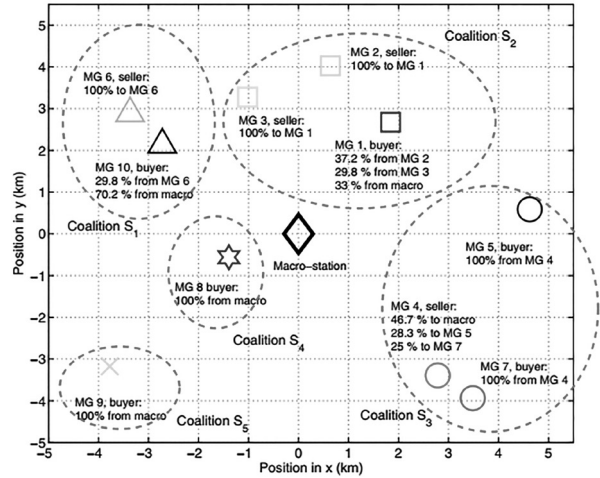 Coalition S2
MG 2, seller:
100% to MG 1
MG 6, seller:
100% to MG 6
MG 3, seller:
100% to MG 1
MG 1, buyer:
37.2 % from MG 2
29.8 % from MG 3
33 % from macro
MG 10, buyer:
29.8 % from MG 6
70.2 % from macro
Coalition S1
MG 5, buyer:
100% from MG 4
Macro-station
MG 8 buyer:
100% from macro
MG 4, seller:
46.7 % to macro
28.3 % to MG 5
25 % to MG 7
Coalition S4
MG 7, buyer:
100% from MG 4
MG 9, buyer:
100% from macro
Coalition S5
Coalition S3
Position in y (km)
5
4
3
2
1
0
−1
−2
−3
−4
−5
−5 −4 −3 −2 −1 0 1 2 3 4 5
Position in x (km)